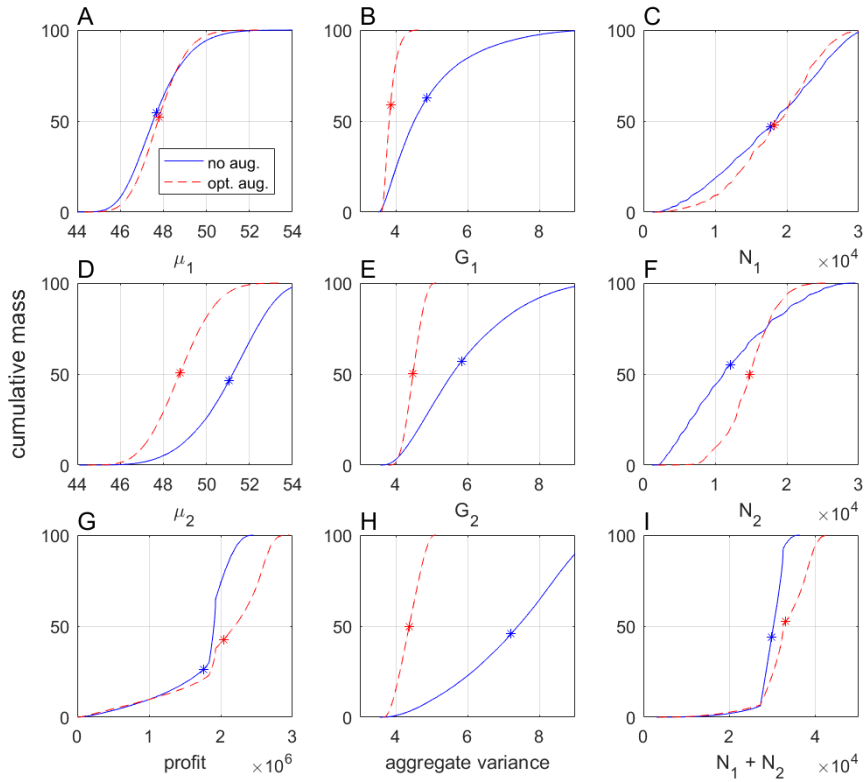 A
B
C
100
50
0
44 46 48 50 52 54
no aug.
opt. aug.
μ1
100
50
0
4 6 8
G1
100
50
0
0 1 2 3
×10^4
N1
cumulative mass
D
E
F
100
50
0
44 46 48 50 52 54
μ2
100
50
0
4 6 8
G2
100
50
0
0 1 2 3
×10^4
N2
G
H
I
100
50
0
0 1 2 3
×10^6
profit
100
50
0
4 6 8
aggregate variance
100
50
0
0 2 4
×10^4
N1 + N2